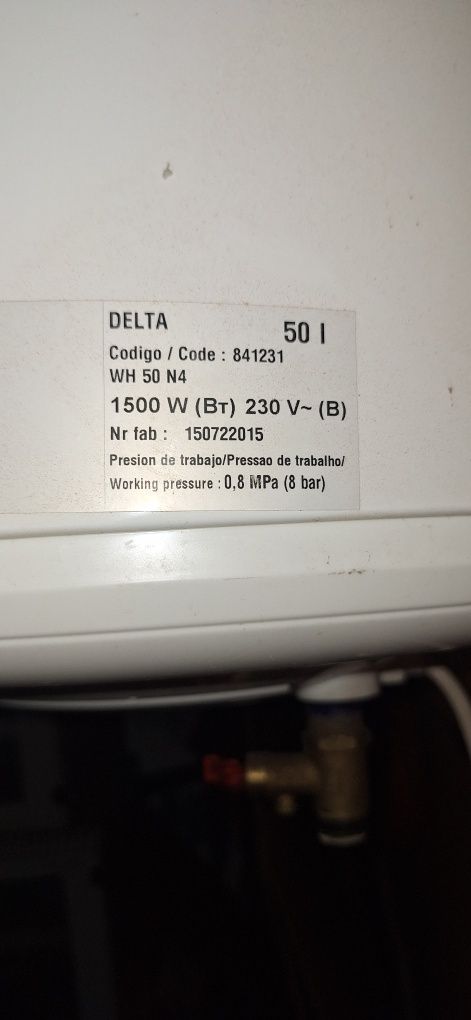 DELTA 50 l
Codigo / Code : 841231
WH 50 N4
1500 W (Вт) 230 V~ (В)
Nr fab : 150722015
Presion de trabajo/Pressao de trabalho/
Working pressure : 0,8 MPa (8 bar)